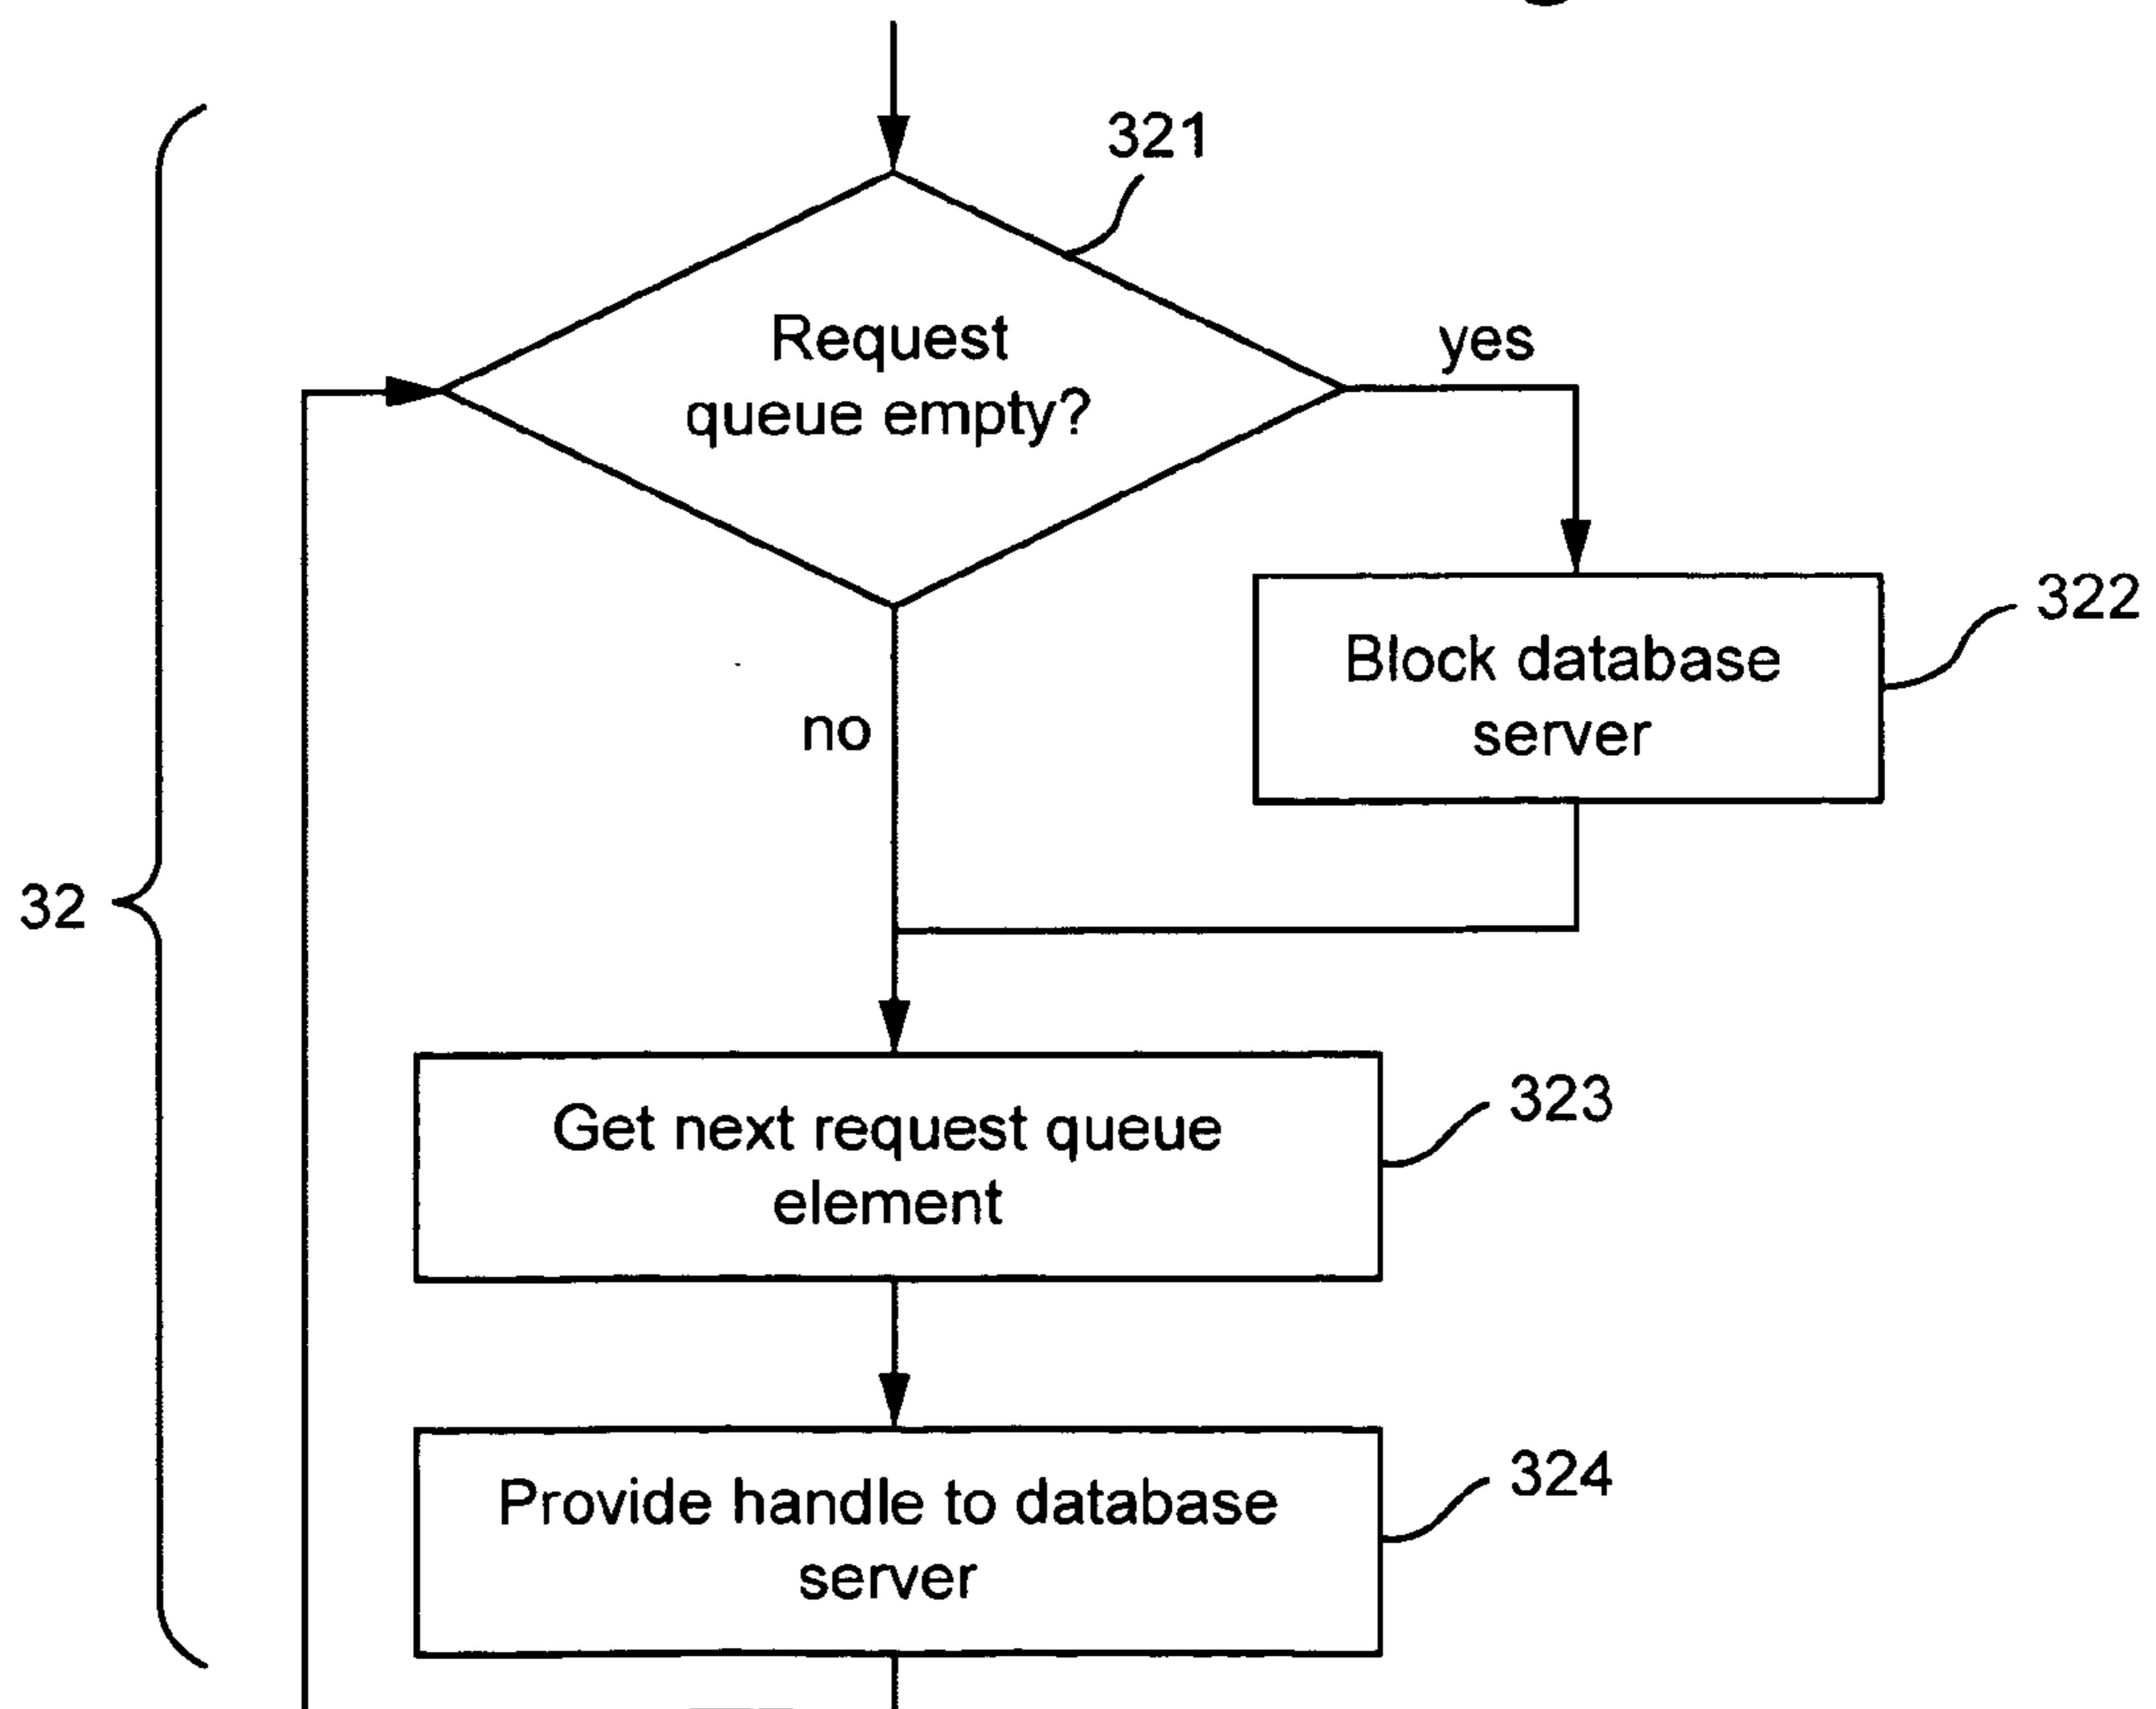 321
Request
queue empty?
yes
322
Block database
server
no
32
323
Get next request queue
element
324
Provide handle to database
server